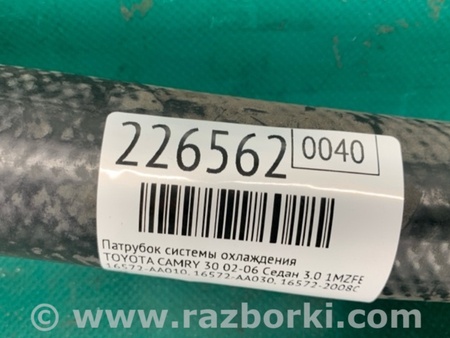 226562 0040
Патрубок системы охлаждения
TOYOTA CAMRY 30 02-06 Седан 3.0 1MZFE
16572-AA010, 16572-AA030, 16572-2008C
© www.razborki.com/